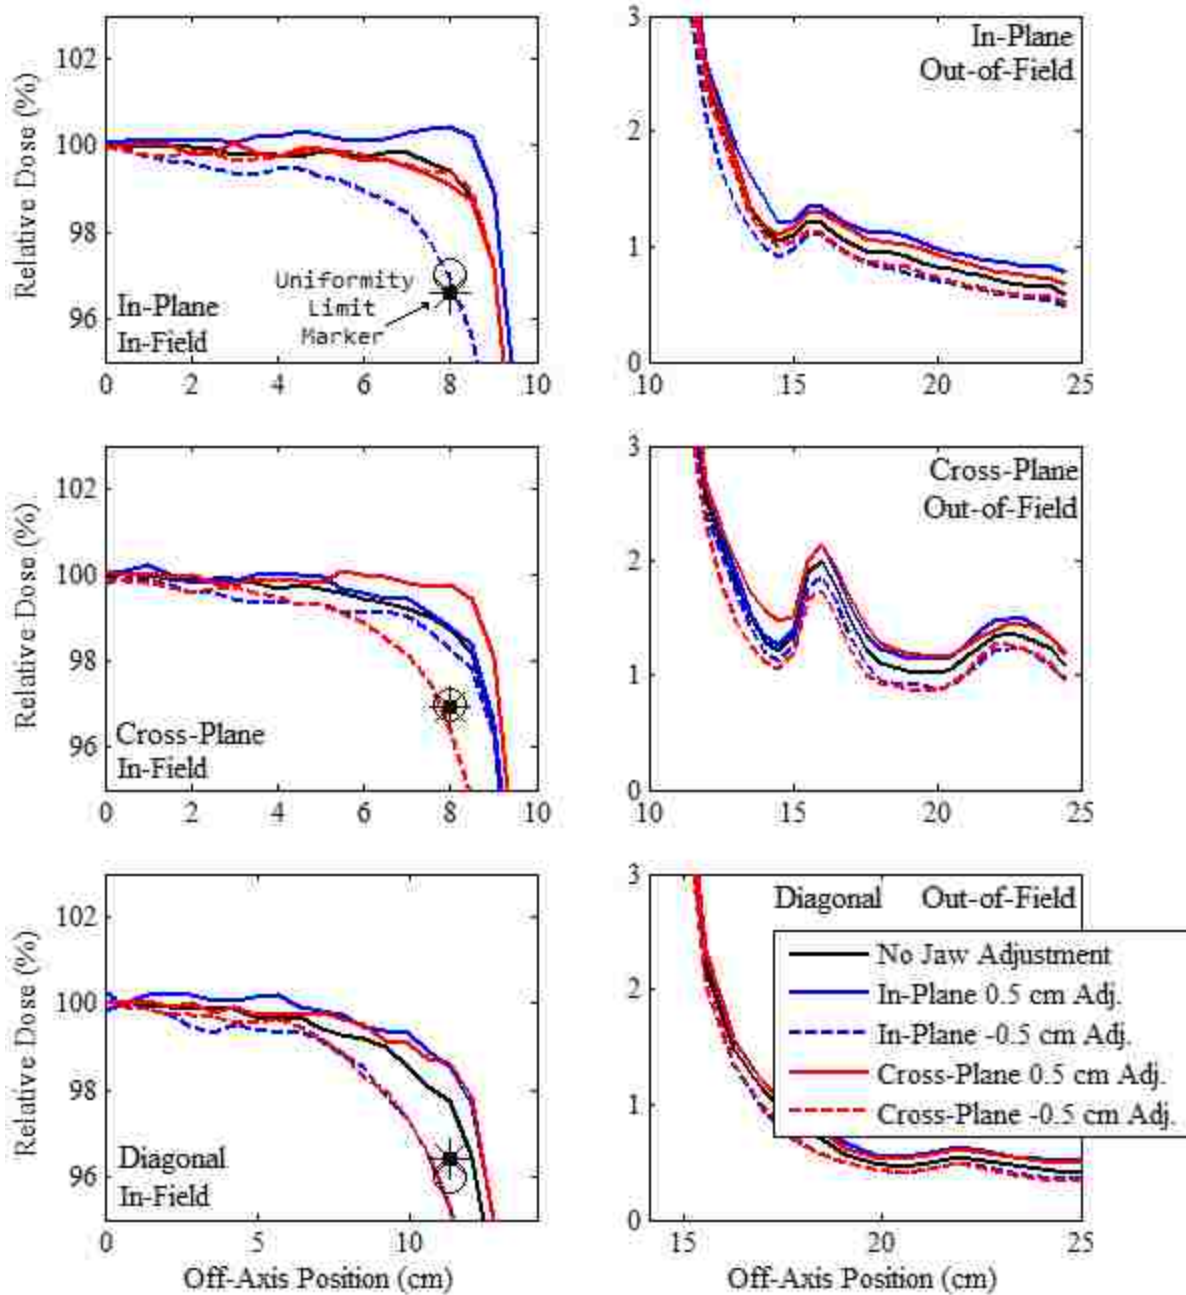 3
102
In-Plane
Out-of-Field
Relative Dose (%)
100
2
98
Uniformity
Limit
Marker
1
96
In-Plane
In-Field
0
0 2 4 6 8 10
10 15 20 25
3
102
Cross-Plane
Out-of-Field
Relative Dose (%)
100
2
98
1
96
Cross-Plane
In-Field
0
0 2 4 6 8 10
10 15 20 25
3
102
Diagonal Out-of-Field
Relative Dose (%)
100
2
No Jaw Adjustment
In-Plane 0.5 cm Adj.
In-Plane -0.5 cm Adj.
Cross-Plane 0.5 cm Adj.
Cross-Plane -0.5 cm Adj.
98
1
96
Diagonal
In-Field
0
0 5 10
15 20 25
Off-Axis Position (cm)
Off-Axis Position (cm)